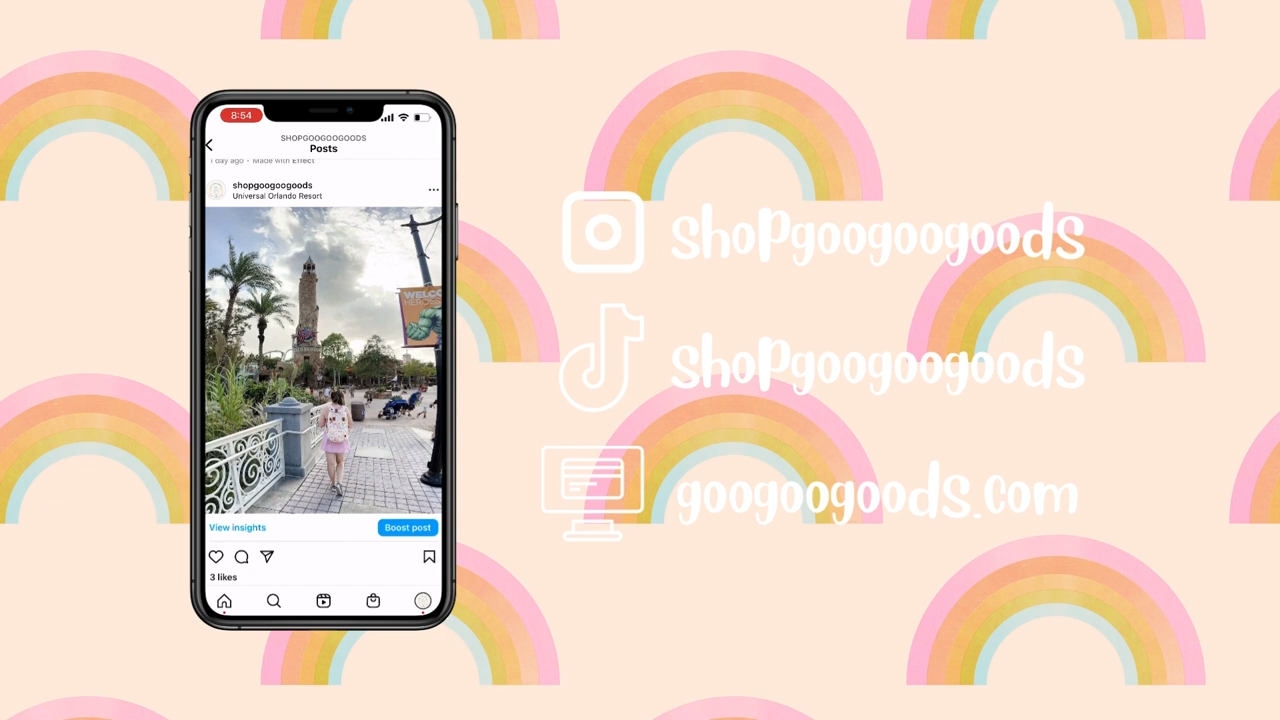 8:54
SHOPGOOGOOGOODS
Posts
1 day ago · Made with Effect
shopgoogoogoods
Universal Orlando Resort
View insights
Boost post
3 likes
shopgoogoogoods
shopgoogoogoods
googoogoods.com